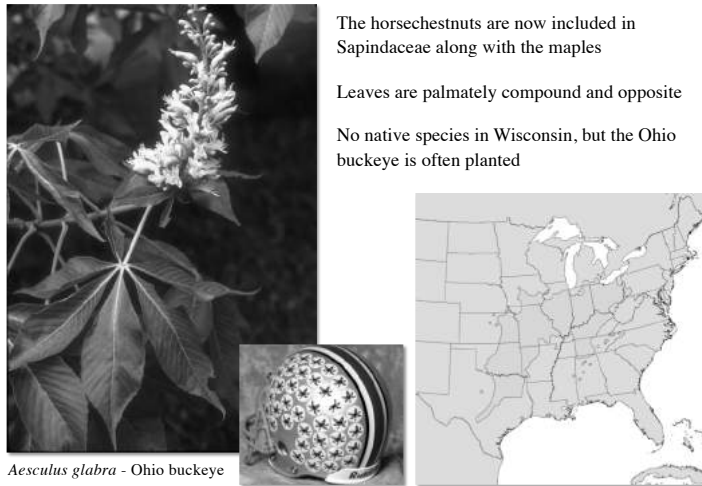 The horsechestnuts are now included in
Sapindaceae along with the maples
Leaves are palmately compound and opposite
No native species in Wisconsin, but the Ohio
buckeye is often planted
Aesculus glabra - Ohio buckeye